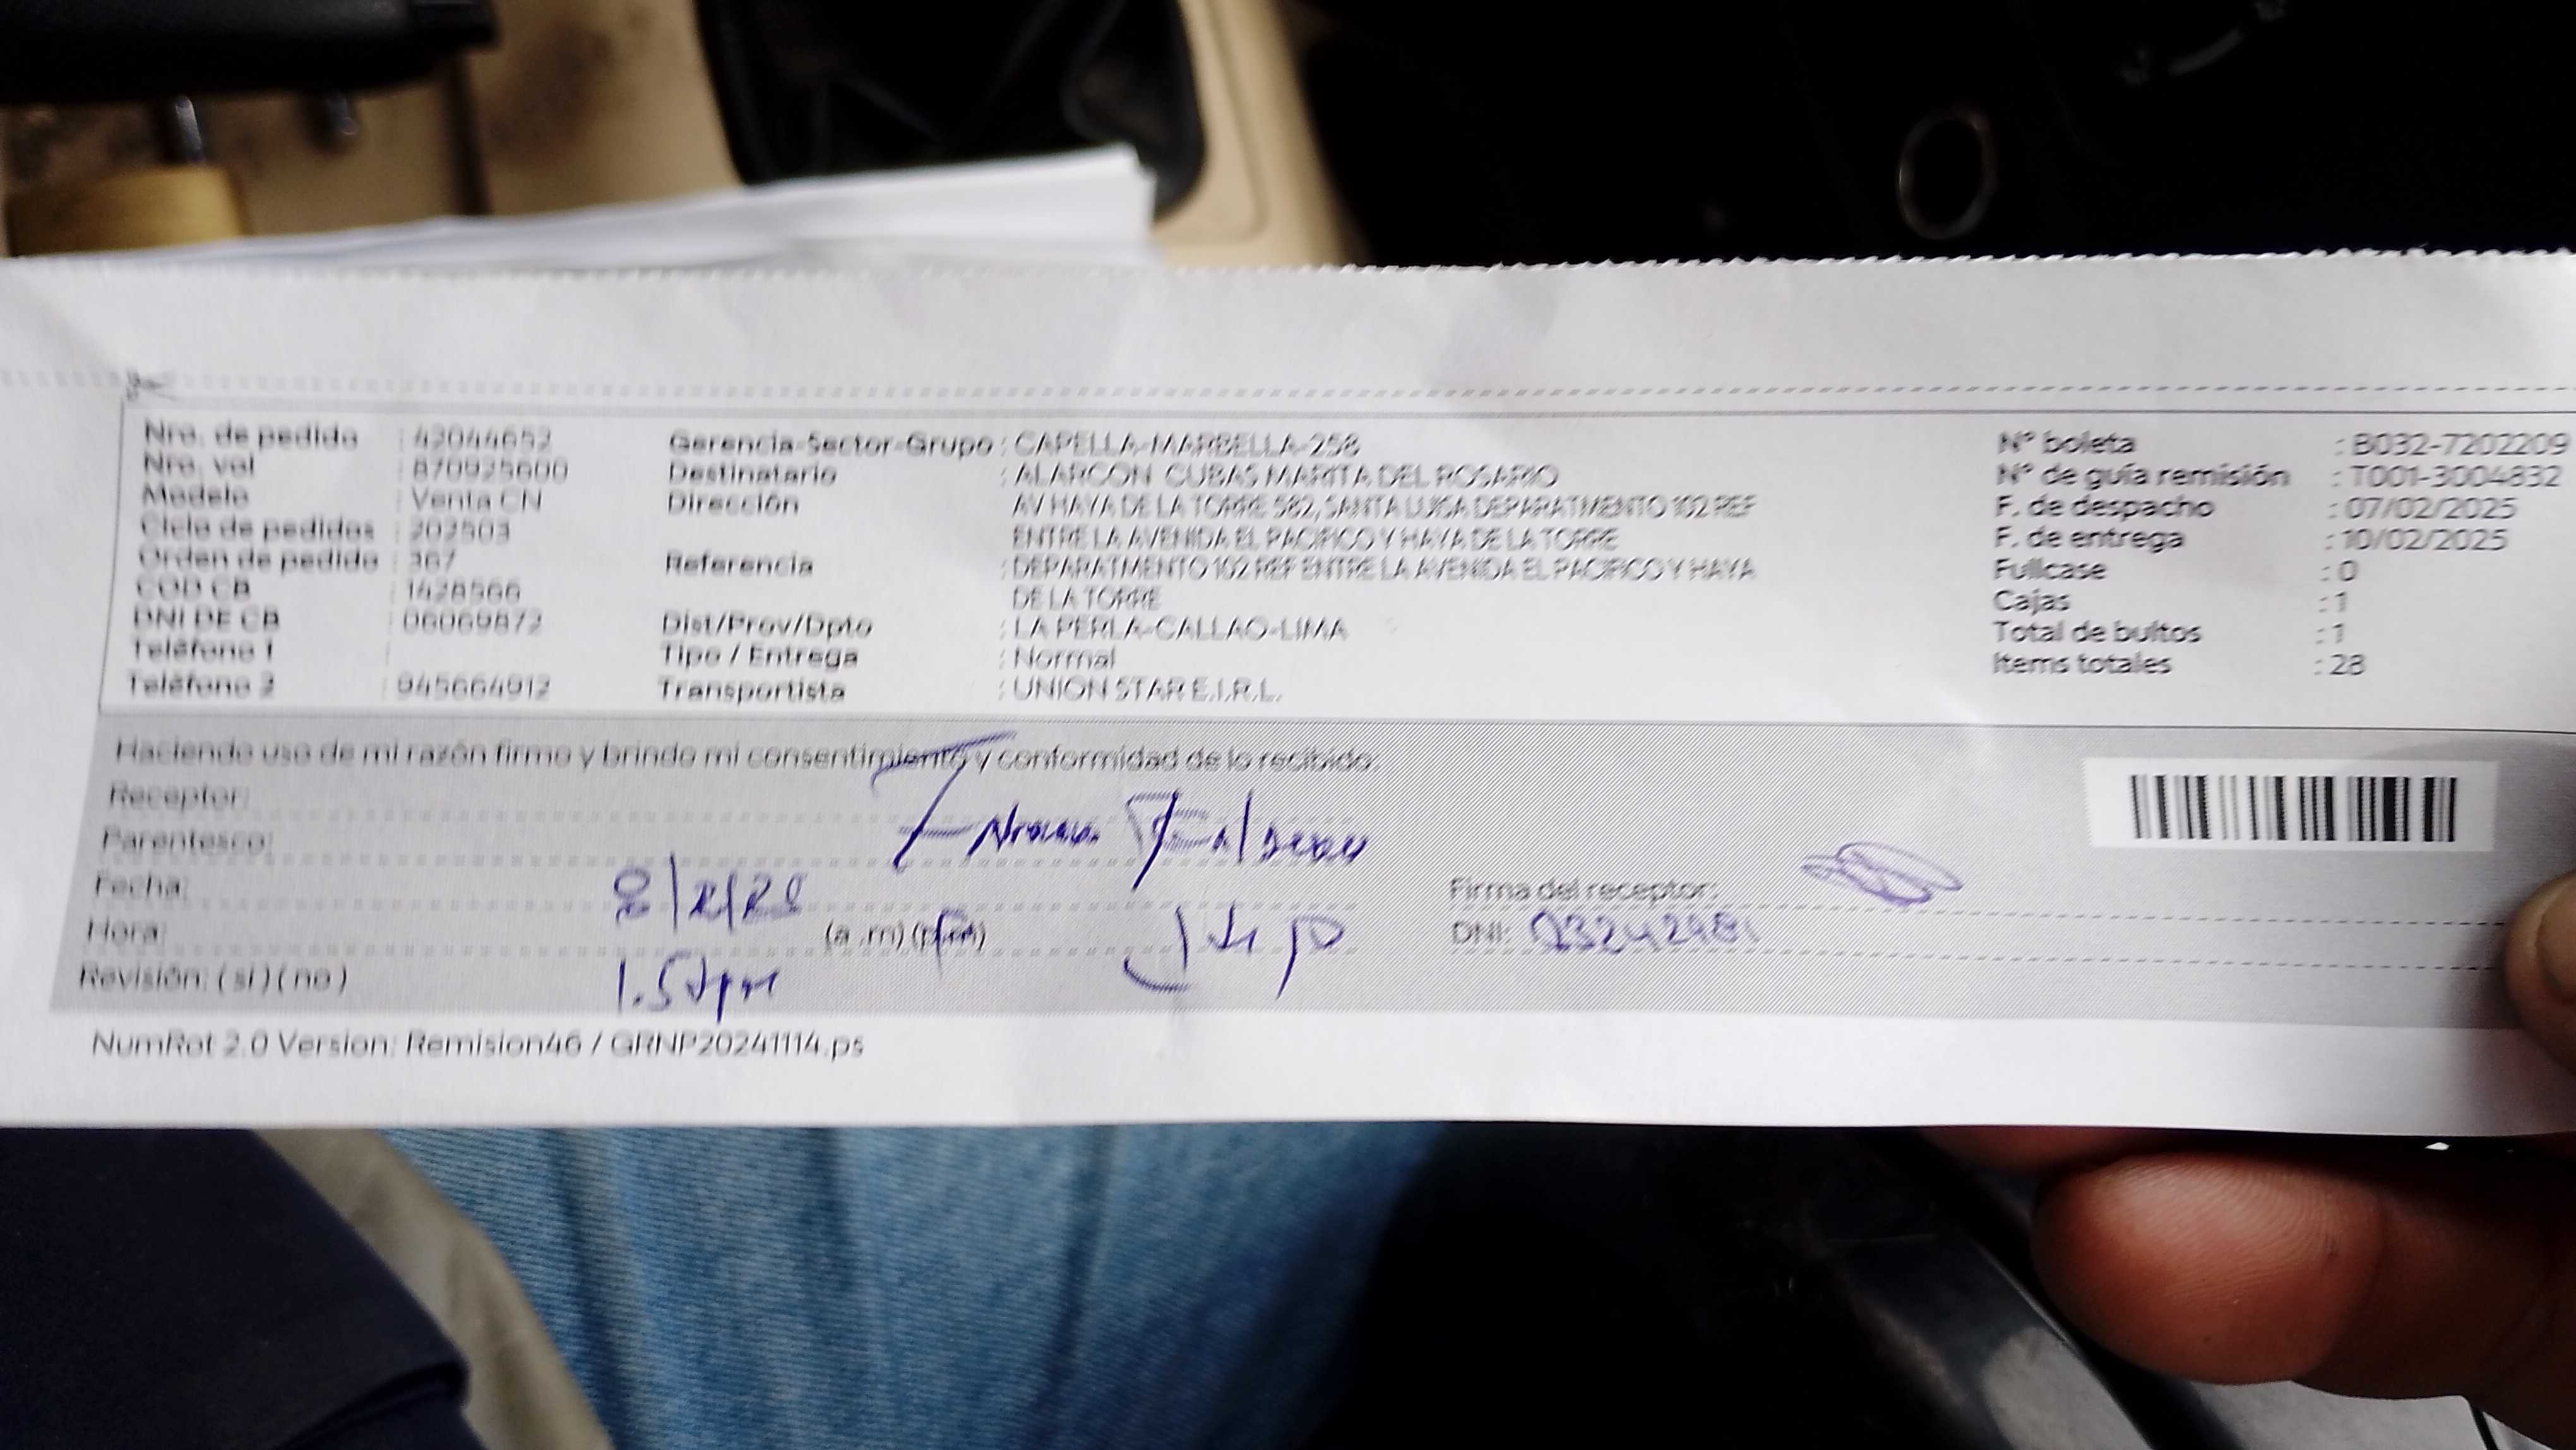 Nro. de pedido : 42044652
Nro. vol : 870925600
Modelo : Venta CN
Ciclo de pedidos : 202503
Orden de pedido : 367
COD CB : 1428566
DNI DE CB : 06069872
Teléfono 1 :
Teléfono 2 : 945664912
Gerencia-Sector-Grupo : CAPELLA-MARBELLA-258
Destinatario : ALARCON CUBAS MARITA DEL ROSARIO
Dirección AV HAYA DE LA TORRE 582, SANTA LUISA DEPARATMENTO 102 REF
ENTRE LA AVENIDA EL PACIFICO Y HAYA DE LA TORRE
Referencia : DEPARATMENTO 102 REF ENTRE LA AVENIDA EL PACIFICO Y HAYA
DE LA TORRE
Dist/Prov/Dpto : LA PERLA-CALLAO-LIMA
Tipo / Entrega : Normal
Transportista : UNION STAR E.I.R.L.
N° boleta : B032-7202209
N° de guía remisión : T001-3004832
F. de despacho : 07/02/2025
F. de entrega : 10/02/2025
Fullcase : 0
Cajas : 1
Total de bultos : 1
Items totales : 28
Haciendo uso de mi razón firmo y brindo mi consentimiento y conformidad de lo recibido:
Receptor:
Parentesco:
Fecha:
Hora: (a .m) (p.m)
Revisión: ( si ) ( no )
Firma del receptor:
DNI:
NumRot 2.0 Version: Remision46 / GRNP20241114.ps